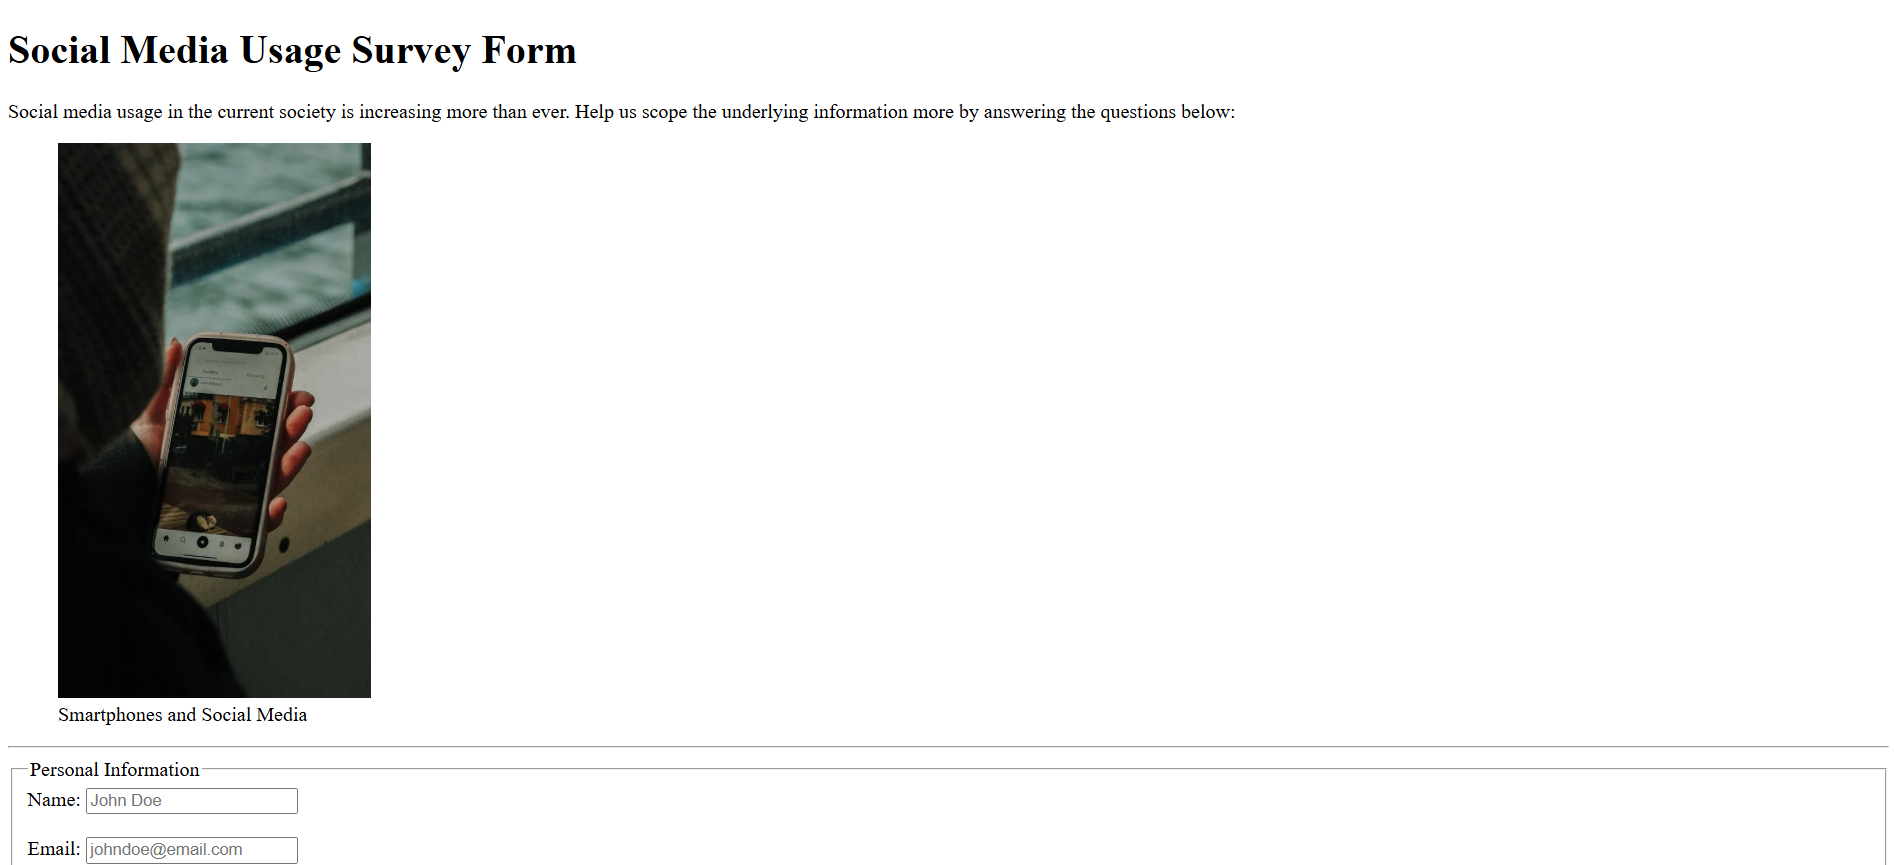 Social Media Usage Survey Form
Social media usage in the current society is increasing more than ever. Help us scope the underlying information more by answering the questions below:
Smartphones and Social Media
Personal Information
Name: John Doe
Email: johndoe@email.com